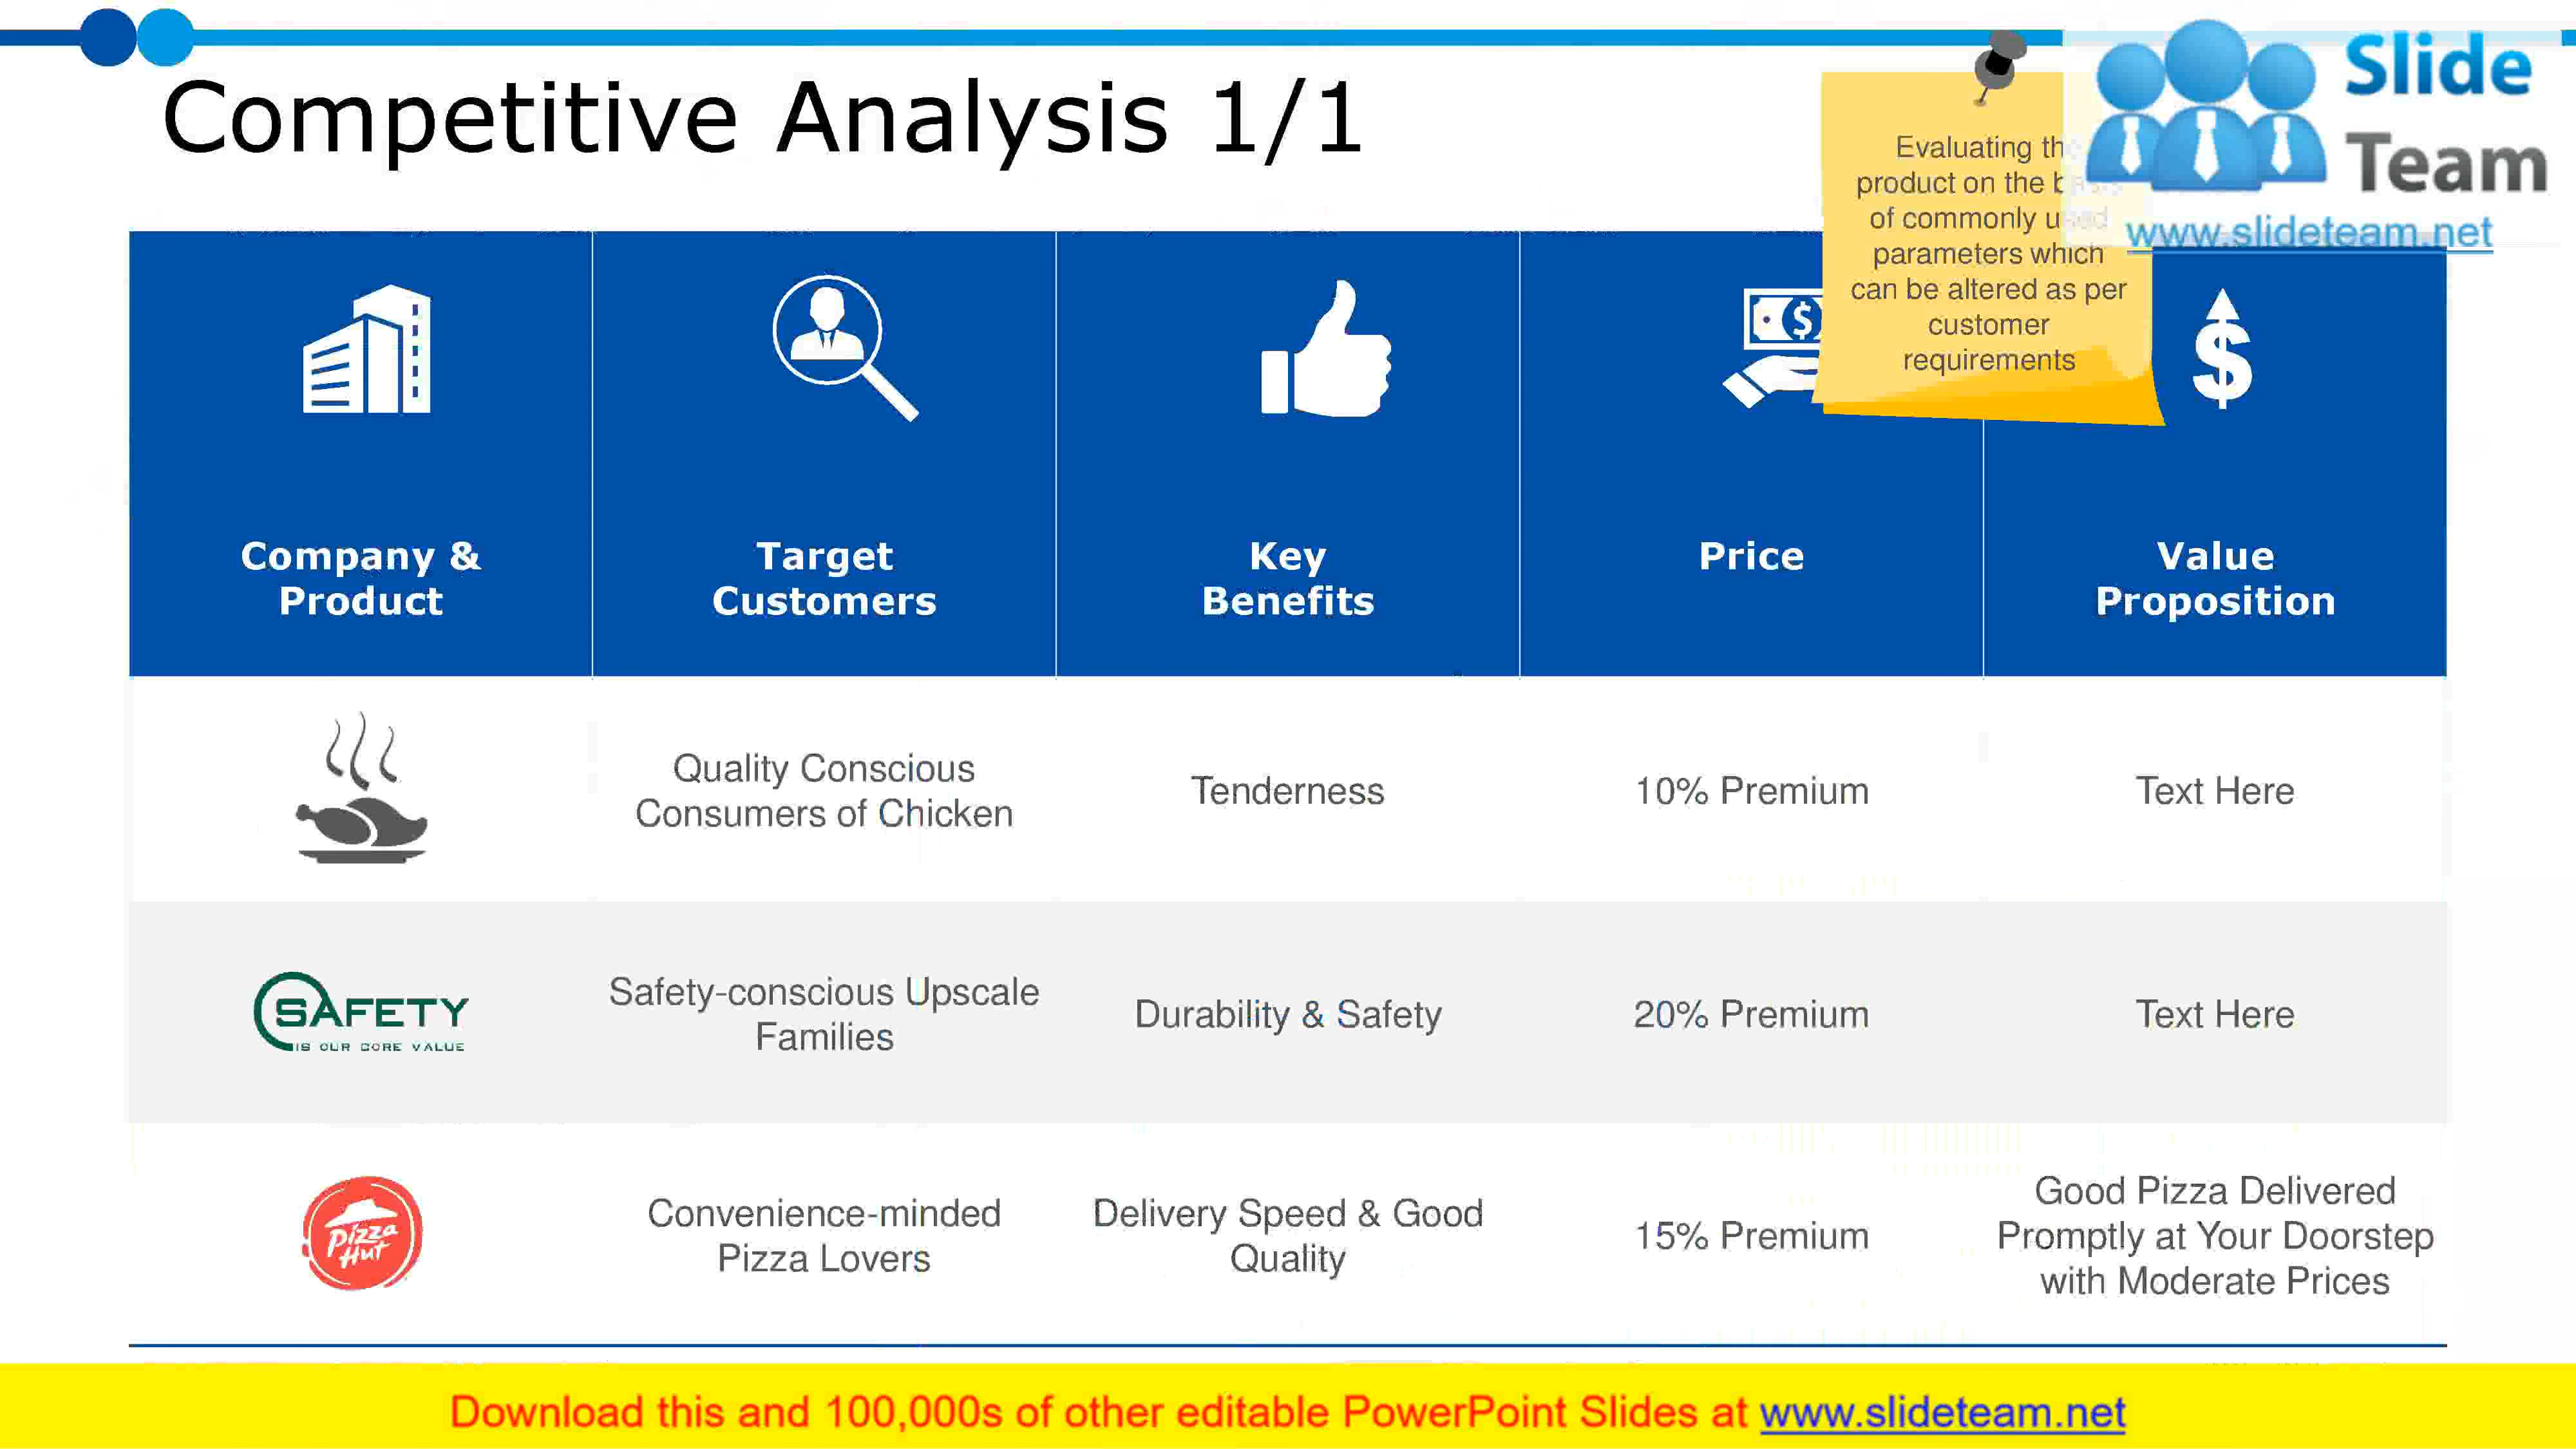 Competitive Analysis 1/1
Slide
Team
www.slideteam.net
Evaluating
product on the
of commonly
parameters which
can be altered as per
customer
requirements
Company &
Product
Target
Customers
Key
Benefits
Price
Value
Proposition
Quality Conscious
Consumers of Chicken
Tenderness
10% Premium
Text Here
SAFETY
IS OUR CORE VALUE
Safety-conscious Upscale
Families
Durability & Safety
20% Premium
Text Here
Pizza
Hut
Convenience-minded
Pizza Lovers
Delivery Speed & Good
Quality
15% Premium
Good Pizza Delivered
Promptly at Your Doorstep
with Moderate Prices
Download this and 100,000s of other editable PowerPoint Slides at www.slideteam.net